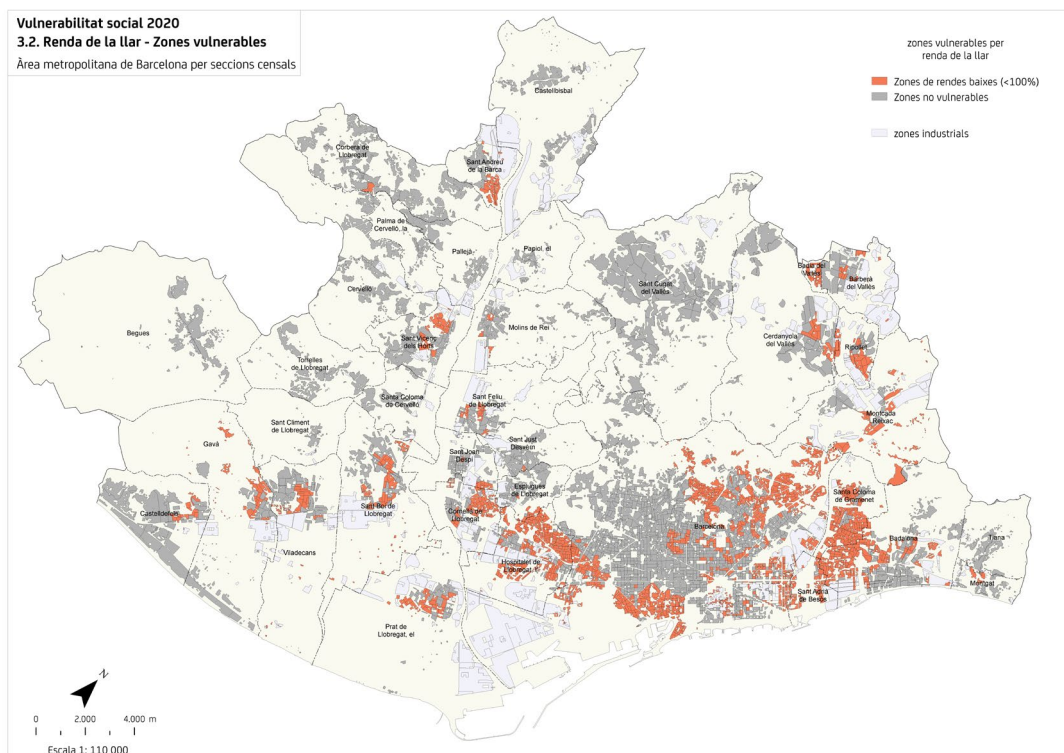 Vulnerabilitat social 2020
3.2. Renda de la llar - Zones vulnerables
Àrea metropolitana de Barcelona per seccions censals
zones vulnerables per
renda de la llar
Zones de rendes baixes (<100%)
Zones no vulnerables
zones industrials
Castellbisbal
Corbera de
Llobregat
Sant Andreu
de la Barca
Palma de
Cervelló, la
Pallejà
Papiol, el
Sant Cugat
del Vallès
Badia del
Vallès
Barberà
del Vallès
Cervelló
Begues
Molins de Rei
Sant Vicenç
dels Horts
Cerdanyola
del Vallès
Ripollet
Torrelles
de Llobregat
Santa Coloma
de Cervelló
Sant Feliu
de Llobregat
Montcada
i Reixac
Sant Climent
de Llobregat
Gavà
Sant Just
Desvern
Sant Joan
Despí
Esplugues
de Llobregat
Santa Coloma
de Gramenet
Castelldefels
Sant Boi de
Llobregat
Cornellà de
Llobregat
Barcelona
Badalona
Tiana
Viladecans
Hospitalet de
Llobregat, l'
Montgat
Sant Adrià
de Besòs
Prat de
Llobregat, el
N
0 2.000 4.000 m
Escala 1: 110.000